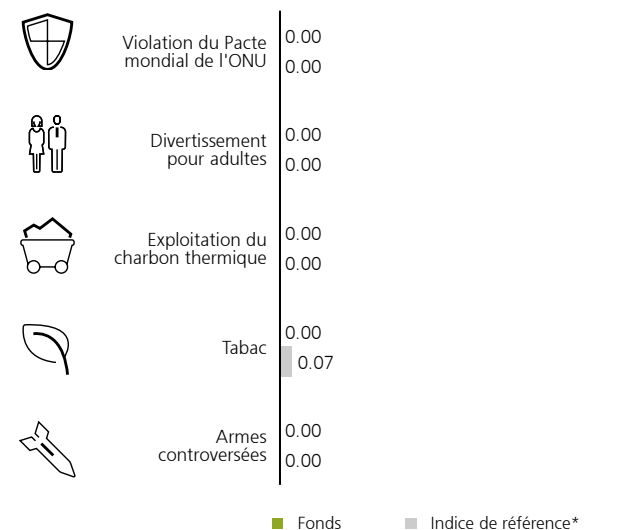 Violation du Pacte
mondial de l'ONU
0.00
0.00
Divertissement
pour adultes
0.00
0.00
Exploitation du
charbon thermique
0.00
0.00
Tabac
0.00
0.07
Armes
controversées
0.00
0.00
Fonds Indice de référence*